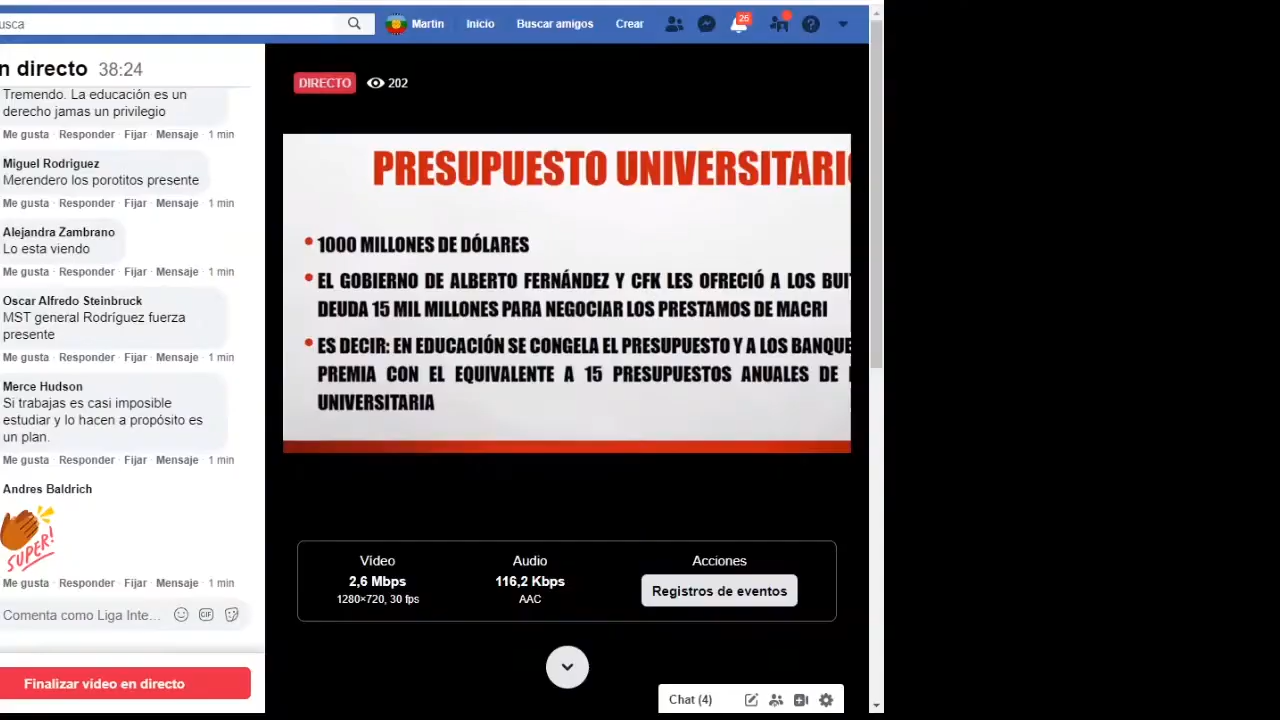 usca
Martin
Inicio
Buscar amigos
Crear
26
n directo 38:24
Tremendo. La educación es un
derecho jamas un privilegio
Me gusta · Responder · Fijar · Mensaje · 1 min
Miguel Rodriguez
Merendero los porotitos presente
Me gusta · Responder · Fijar · Mensaje · 1 min
Alejandra Zambrano
Lo esta viendo
Me gusta · Responder · Fijar · Mensaje · 1 min
Oscar Alfredo Steinbruck
MST general Rodríguez fuerza
presente
Me gusta · Responder · Fijar · Mensaje · 1 min
Merce Hudson
Si trabajas es casi imposible
estudiar y lo hacen a propósito es
un plan.
Me gusta · Responder · Fijar · Mensaje · 1 min
Andres Baldrich
SUPER!
Me gusta · Responder · Fijar · Mensaje · 1 min
Comenta como Liga Inte...
GIF
Finalizar video en directo
DIRECTO
202
PRESUPUESTO UNIVERSITARIO
• 1000 MILLONES DE DÓLARES
• EL GOBIERNO DE ALBERTO FERNÁNDEZ Y CFK LES OFRECIÓ A LOS BUI
DEUDA 15 MIL MILLONES PARA NEGOCIAR LOS PRESTAMOS DE MACRI
• ES DECIR: EN EDUCACIÓN SE CONGELA EL PRESUPUESTO Y A LOS BANQUE
PREMIA CON EL EQUIVALENTE A 15 PRESUPUESTOS ANUALES DE
UNIVERSITARIA
Video
2,6 Mbps
1280×720, 30 fps
Audio
116,2 Kbps
AAC
Acciones
Registros de eventos
Chat (4)